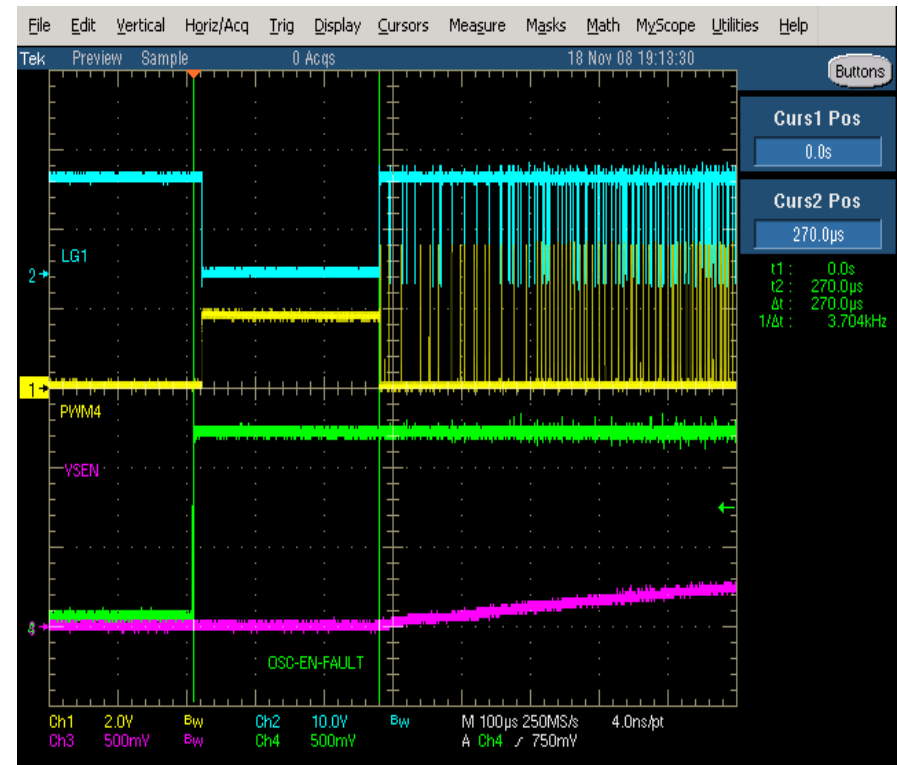 File Edit Vertical Horiz/Acq Trig Display Cursors Measure Masks Math MyScope Utilities Help
Tek Preview Sample 0 Acqs 18 Nov 08 19:13:30
Buttons
Curs1 Pos
0.0s
Curs2 Pos
270.0µs
t1 : 0.0s
t2 : 270.0µs
Δt : 270.0µs
1/Δt : 3.704kHz
LG1
2
1
PWM4
VSEN
4
OSC-EN-FAULT
Ch1 2.0V BW Ch2 10.0V BW M 100µs 250MS/s 4.0ns/pt
Ch3 500mV BW Ch4 500mV A Ch4 750mV